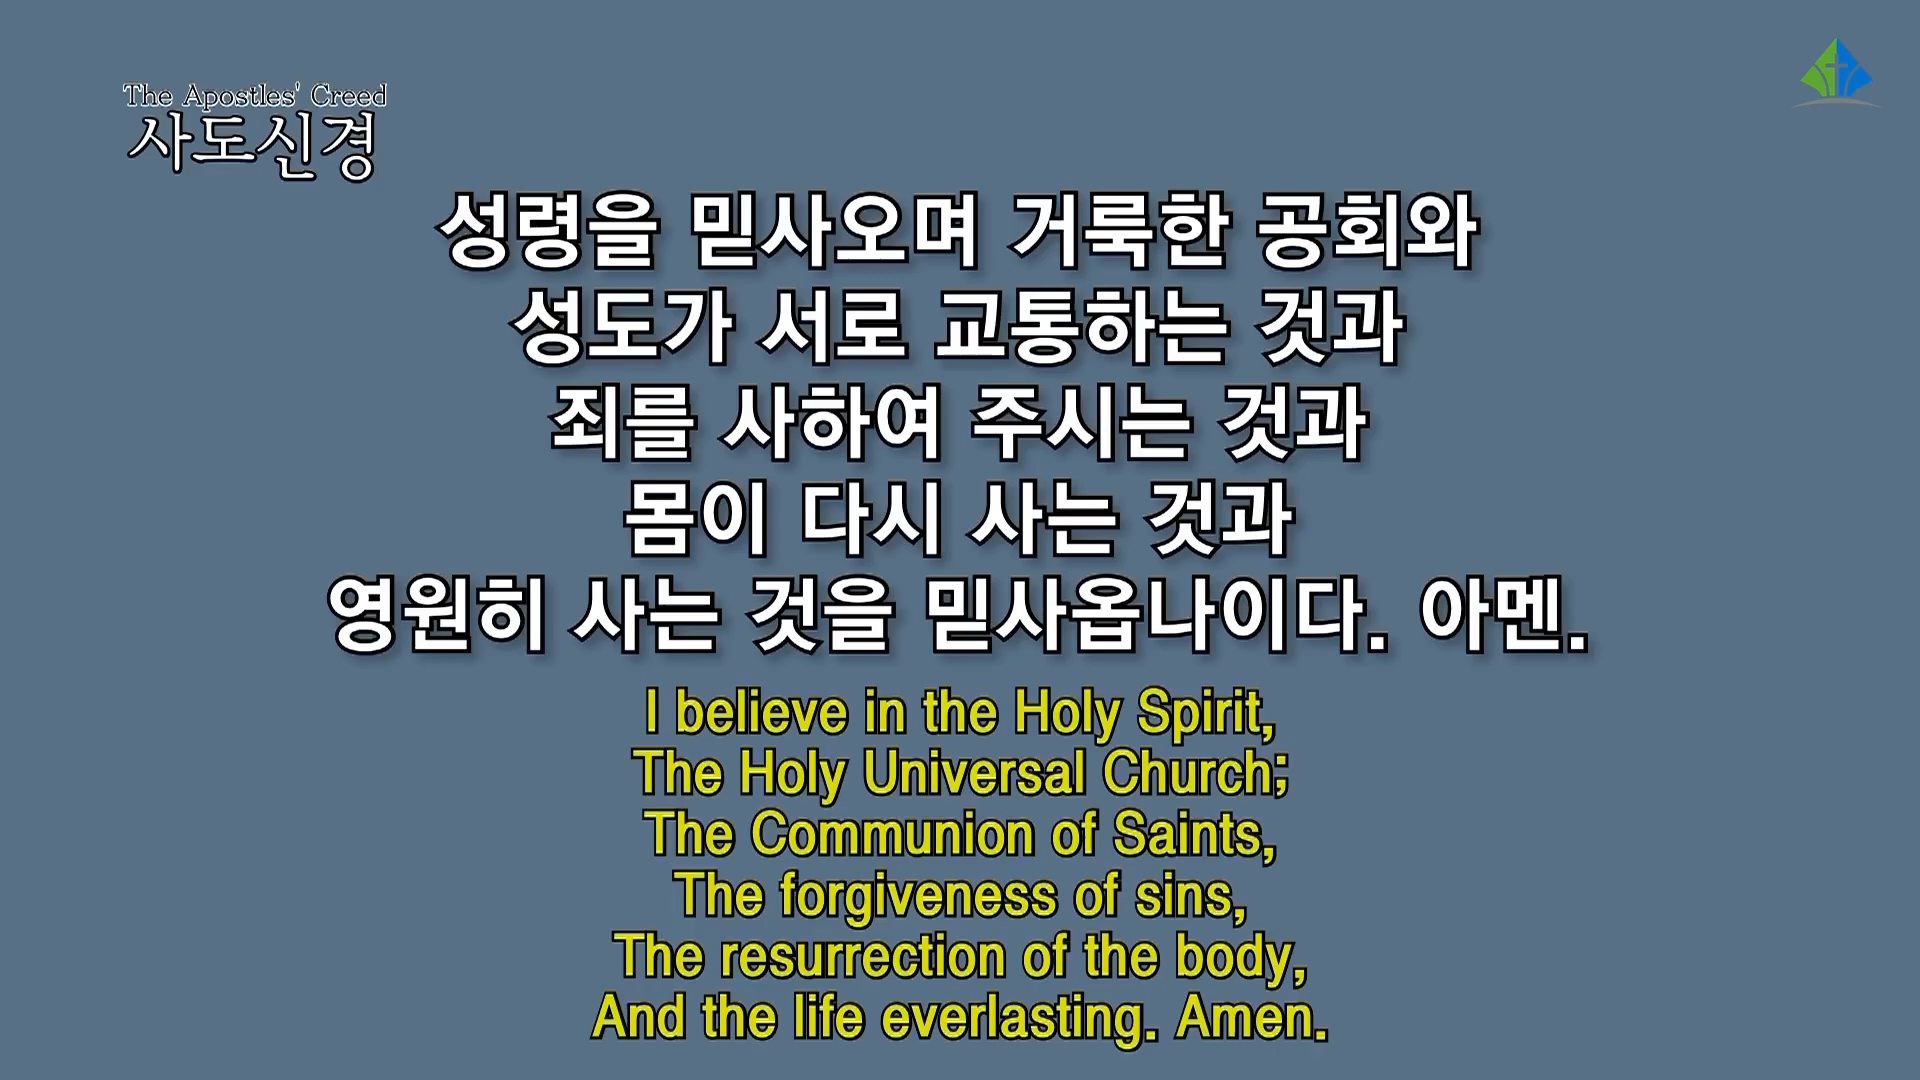 The Apostles' Creed
사도신경
성령을 믿사오며 거룩한 공회와
성도가 서로 교통하는 것과
죄를 사하여 주시는 것과
몸이 다시 사는 것과
영원히 사는 것을 믿사옵나이다. 아멘.
I believe in the Holy Spirit,
The Holy Universal Church;
The Communion of Saints,
The forgiveness of sins,
The resurrection of the body,
And the life everlasting. Amen.